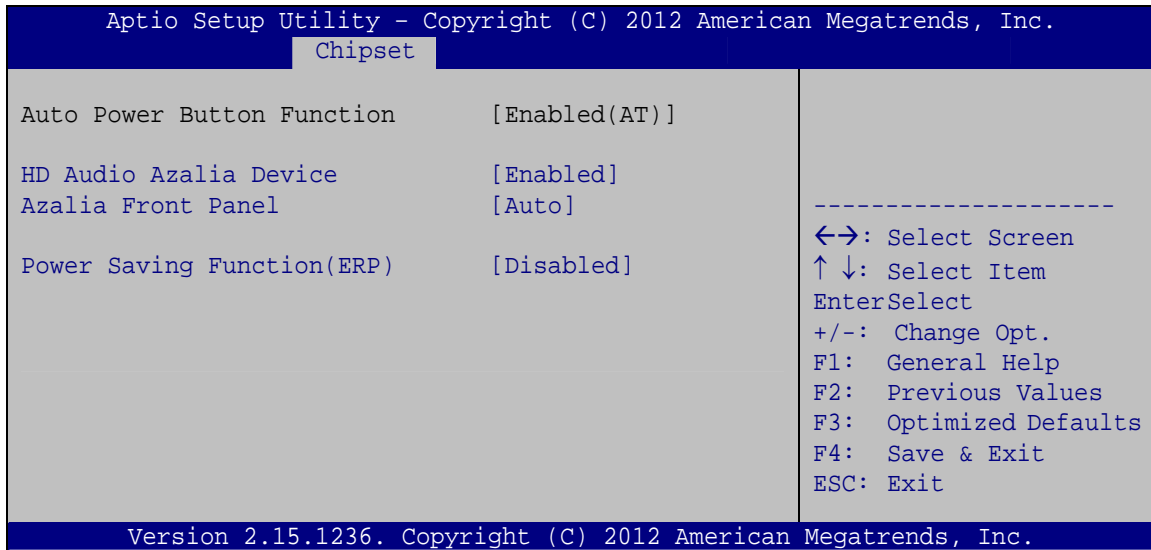 Aptio Setup Utility – Copyright (C) 2012 American Megatrends, Inc.
Chipset
Auto Power Button Function [Enabled(AT)]
HD Audio Azalia Device [Enabled]
Azalia Front Panel [Auto]
Power Saving Function(ERP) [Disabled]
---------------------
←→: Select Screen
↑ ↓: Select Item
EnterSelect
+/-: Change Opt.
F1: General Help
F2: Previous Values
F3: Optimized Defaults
F4: Save & Exit
ESC: Exit
Version 2.15.1236. Copyright (C) 2012 American Megatrends, Inc.